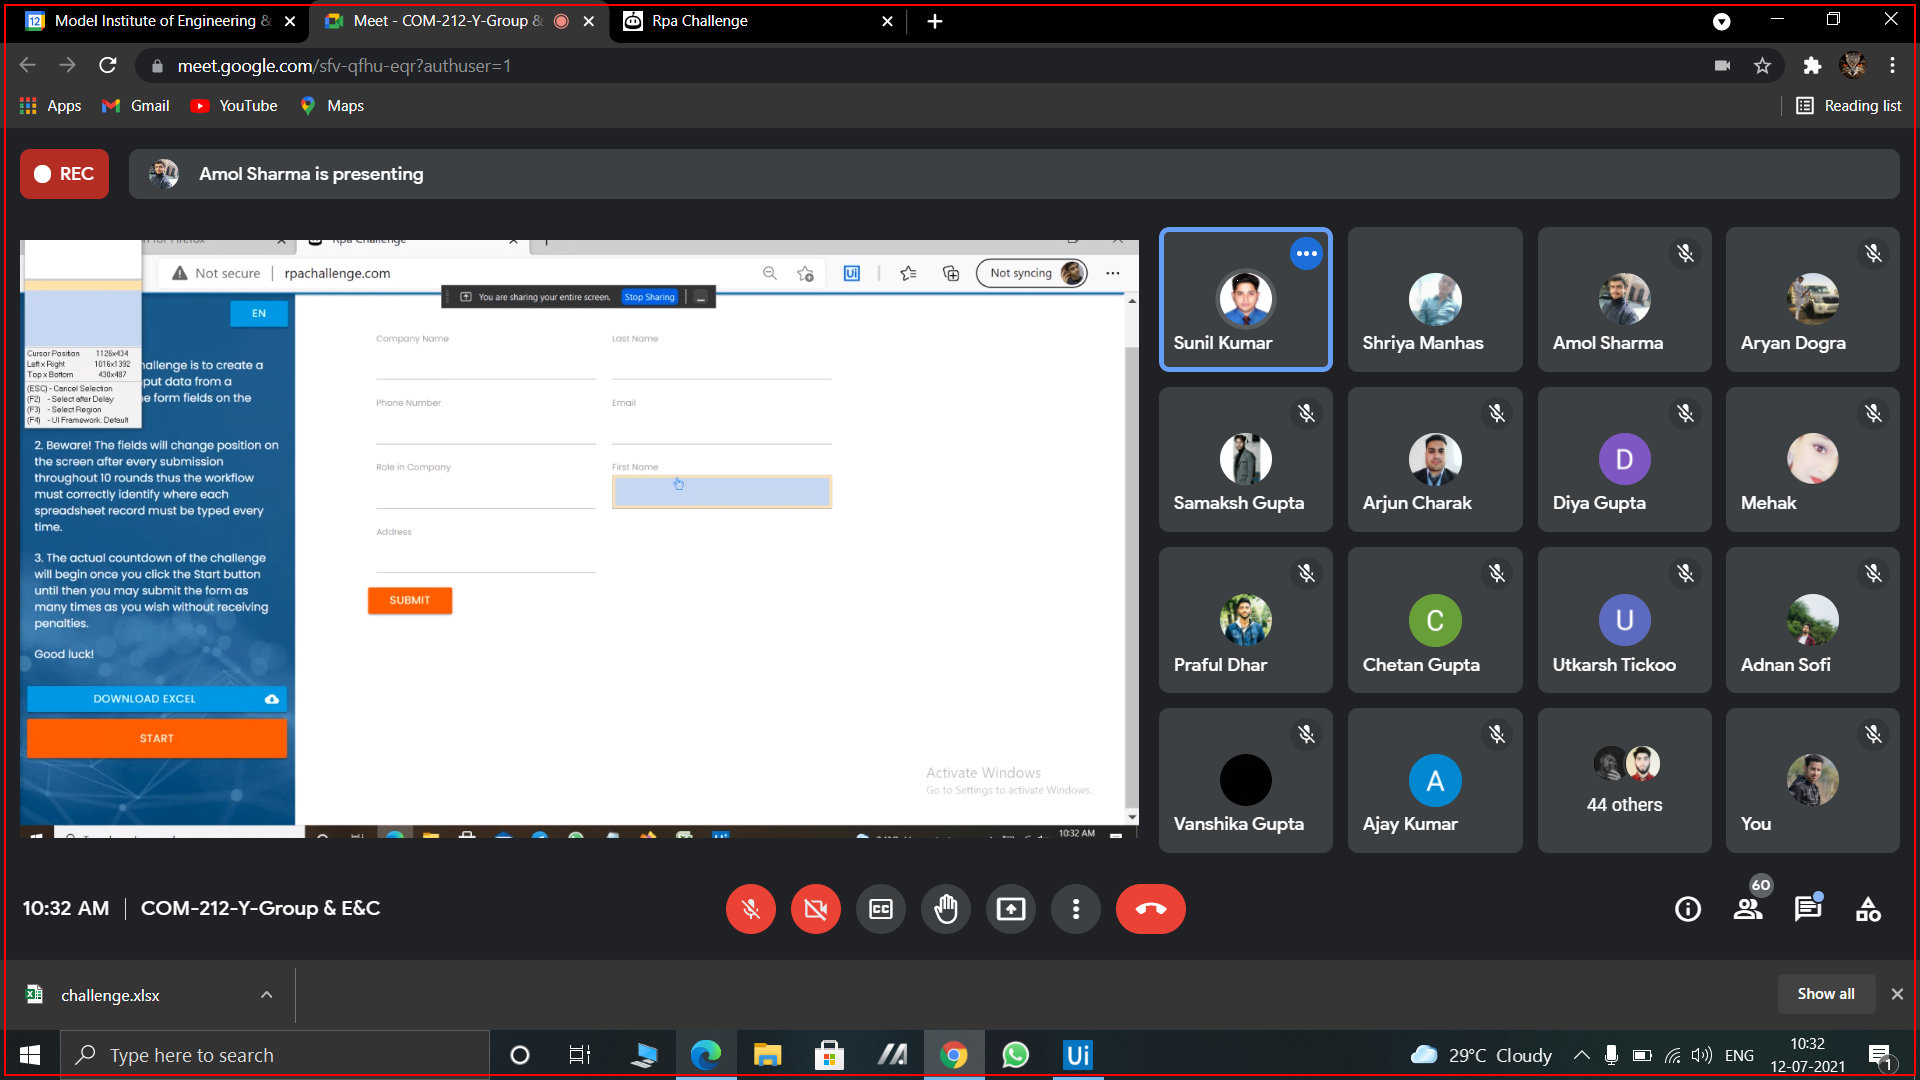 Model Institute of Engineering &
Meet - COM-212-Y-Group &
Rpa Challenge
meet.google.com/sfv-qfhu-eqr?authuser=1
Apps
Gmail
YouTube
Maps
Reading list
REC
Amol Sharma is presenting
Rpa Challenge
Not secure
rpachallenge.com
Not syncing
You are sharing your entire screen.
Stop Sharing
EN
Cursor Position 1126x434
Left x Right 1016x1392
Top x Bottom 430x487
(ESC) - Cancel Selection
(F2) - Select after Delay
(F3) - Select Region
(F4) - UI Framework: Default
hallenge is to create a
put data from a
e form fields on the
2. Beware! The fields will change position on
the screen after every submission
throughout 10 rounds thus the workflow
must correctly identify where each
spreadsheet record must be typed every
time.
3. The actual countdown of the challenge
will begin once you click the Start button
until then you may submit the form as
many times as you wish without receiving
penalties.
Good luck!
DOWNLOAD EXCEL
START
Company Name
Last Name
Phone Number
Email
Role in Company
First Name
Address
SUBMIT
Activate Windows
Go to Settings to activate Windows.
10:32 AM
Sunil Kumar
Shriya Manhas
Amol Sharma
Aryan Dogra
Samaksh Gupta
Arjun Charak
D
Diya Gupta
Mehak
Praful Dhar
C
Chetan Gupta
U
Utkarsh Tickoo
Adnan Sofi
Vanshika Gupta
A
Ajay Kumar
44 others
You
10:32 AM
COM-212-Y-Group & E&C
CC
60
challenge.xlsx
Show all
Type here to search
Ui
29°C Cloudy
ENG
10:32
12-07-2021
1